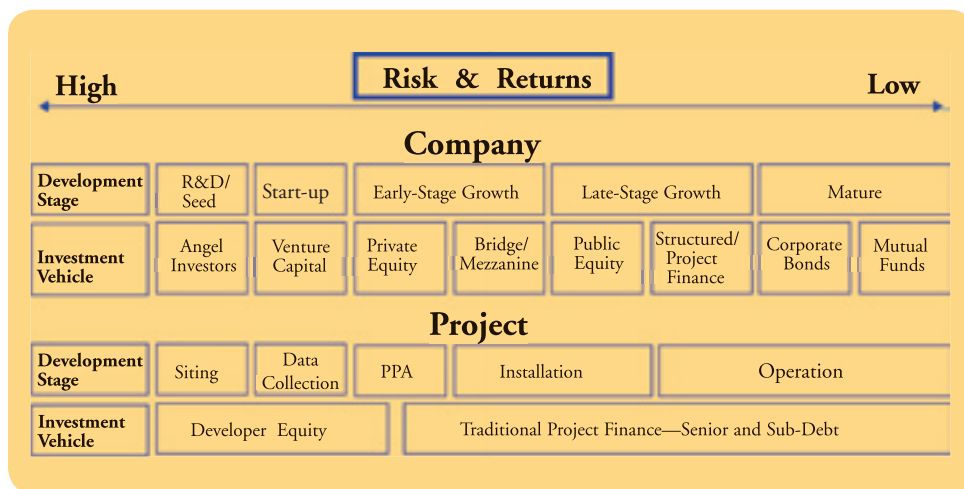 Risk & Returns
High
Low
Company
Development
Stage
R&D/
Seed
Start-up
Early-Stage Growth
Late-Stage Growth
Mature
Investment
Vehicle
Angel
Investors
Venture
Capital
Private
Equity
Bridge/
Mezzanine
Public
Equity
Structured/
Project
Finance
Corporate
Bonds
Mutual
Funds
Project
Development
Stage
Siting
Data
Collection
PPA
Installation
Operation
Investment
Vehicle
Developer Equity
Traditional Project Finance—Senior and Sub-Debt